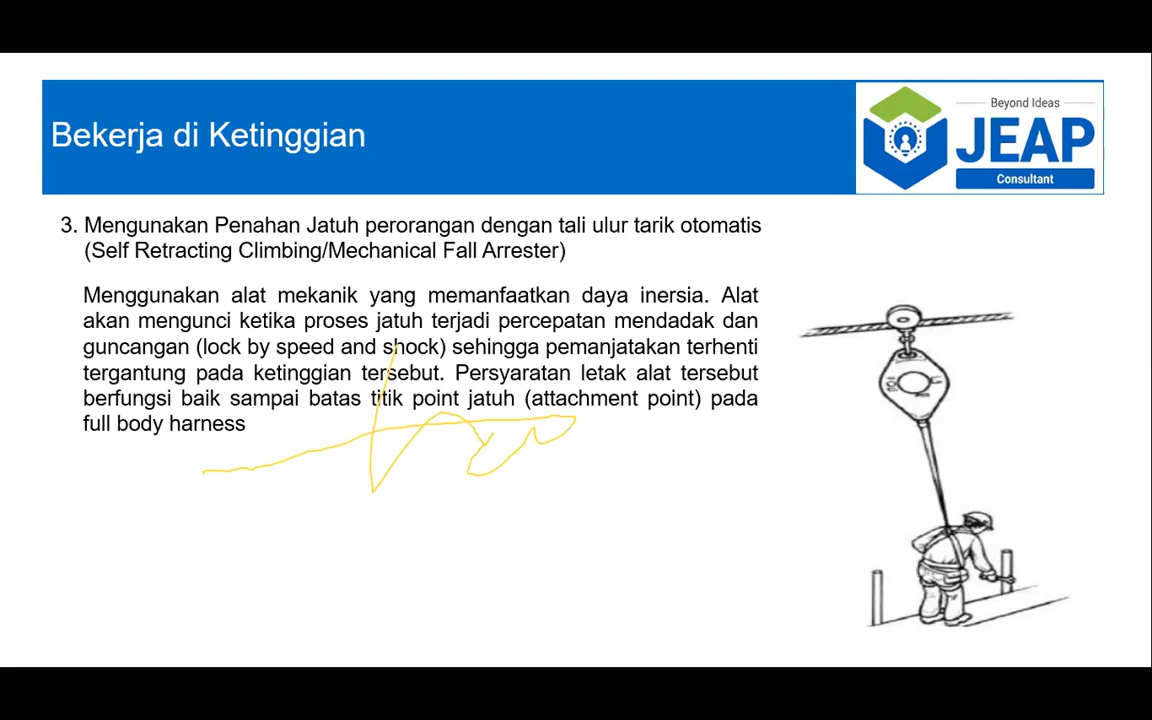 Bekerja di Ketinggian
Beyond Ideas
JEAP
Consultant
3. Mengunakan Penahan Jatuh perorangan dengan tali ulur tarik otomatis
(Self Retracting Climbing/Mechanical Fall Arrester)
Menggunakan alat mekanik yang memanfaatkan daya inersia. Alat
akan mengunci ketika proses jatuh terjadi percepatan mendadak dan
guncangan (lock by speed and shock) sehingga pemanjatakan terhenti
tergantung pada ketinggian tersebut. Persyaratan letak alat tersebut
berfungsi baik sampai batas titik point jatuh (attachment point) pada
full body harness